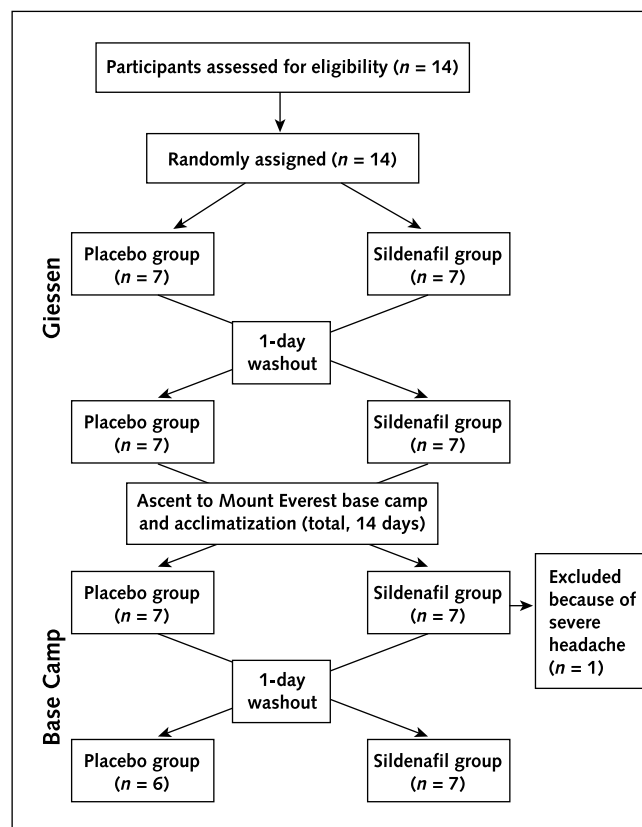 Participants assessed for eligibility (n = 14)
Randomly assigned (n = 14)
Giessen
Placebo group
(n = 7)
Sildenafil group
(n = 7)
1-day
washout
Placebo group
(n = 7)
Sildenafil group
(n = 7)
Ascent to Mount Everest base camp
and acclimatization (total, 14 days)
Base Camp
Placebo group
(n = 7)
Sildenafil group
(n = 7)
Excluded
because of
severe
headache
(n = 1)
1-day
washout
Placebo group
(n = 6)
Sildenafil group
(n = 7)